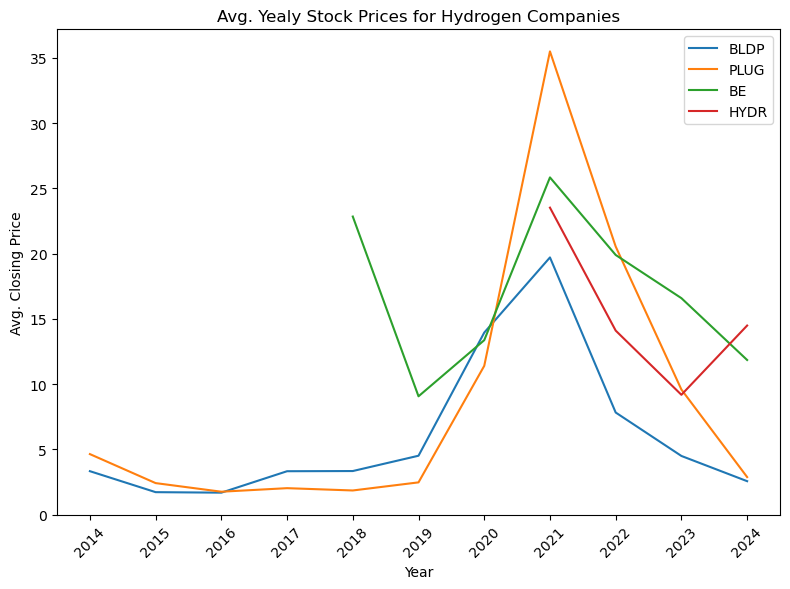 Avg. Yealy Stock Prices for Hydrogen Companies
BLDP
PLUG
BE
HYDR
Avg. Closing Price
35
30
25
20
15
10
5
0
2014
2015
2016
2017
2018
2019
2020
2021
2022
2023
2024
Year